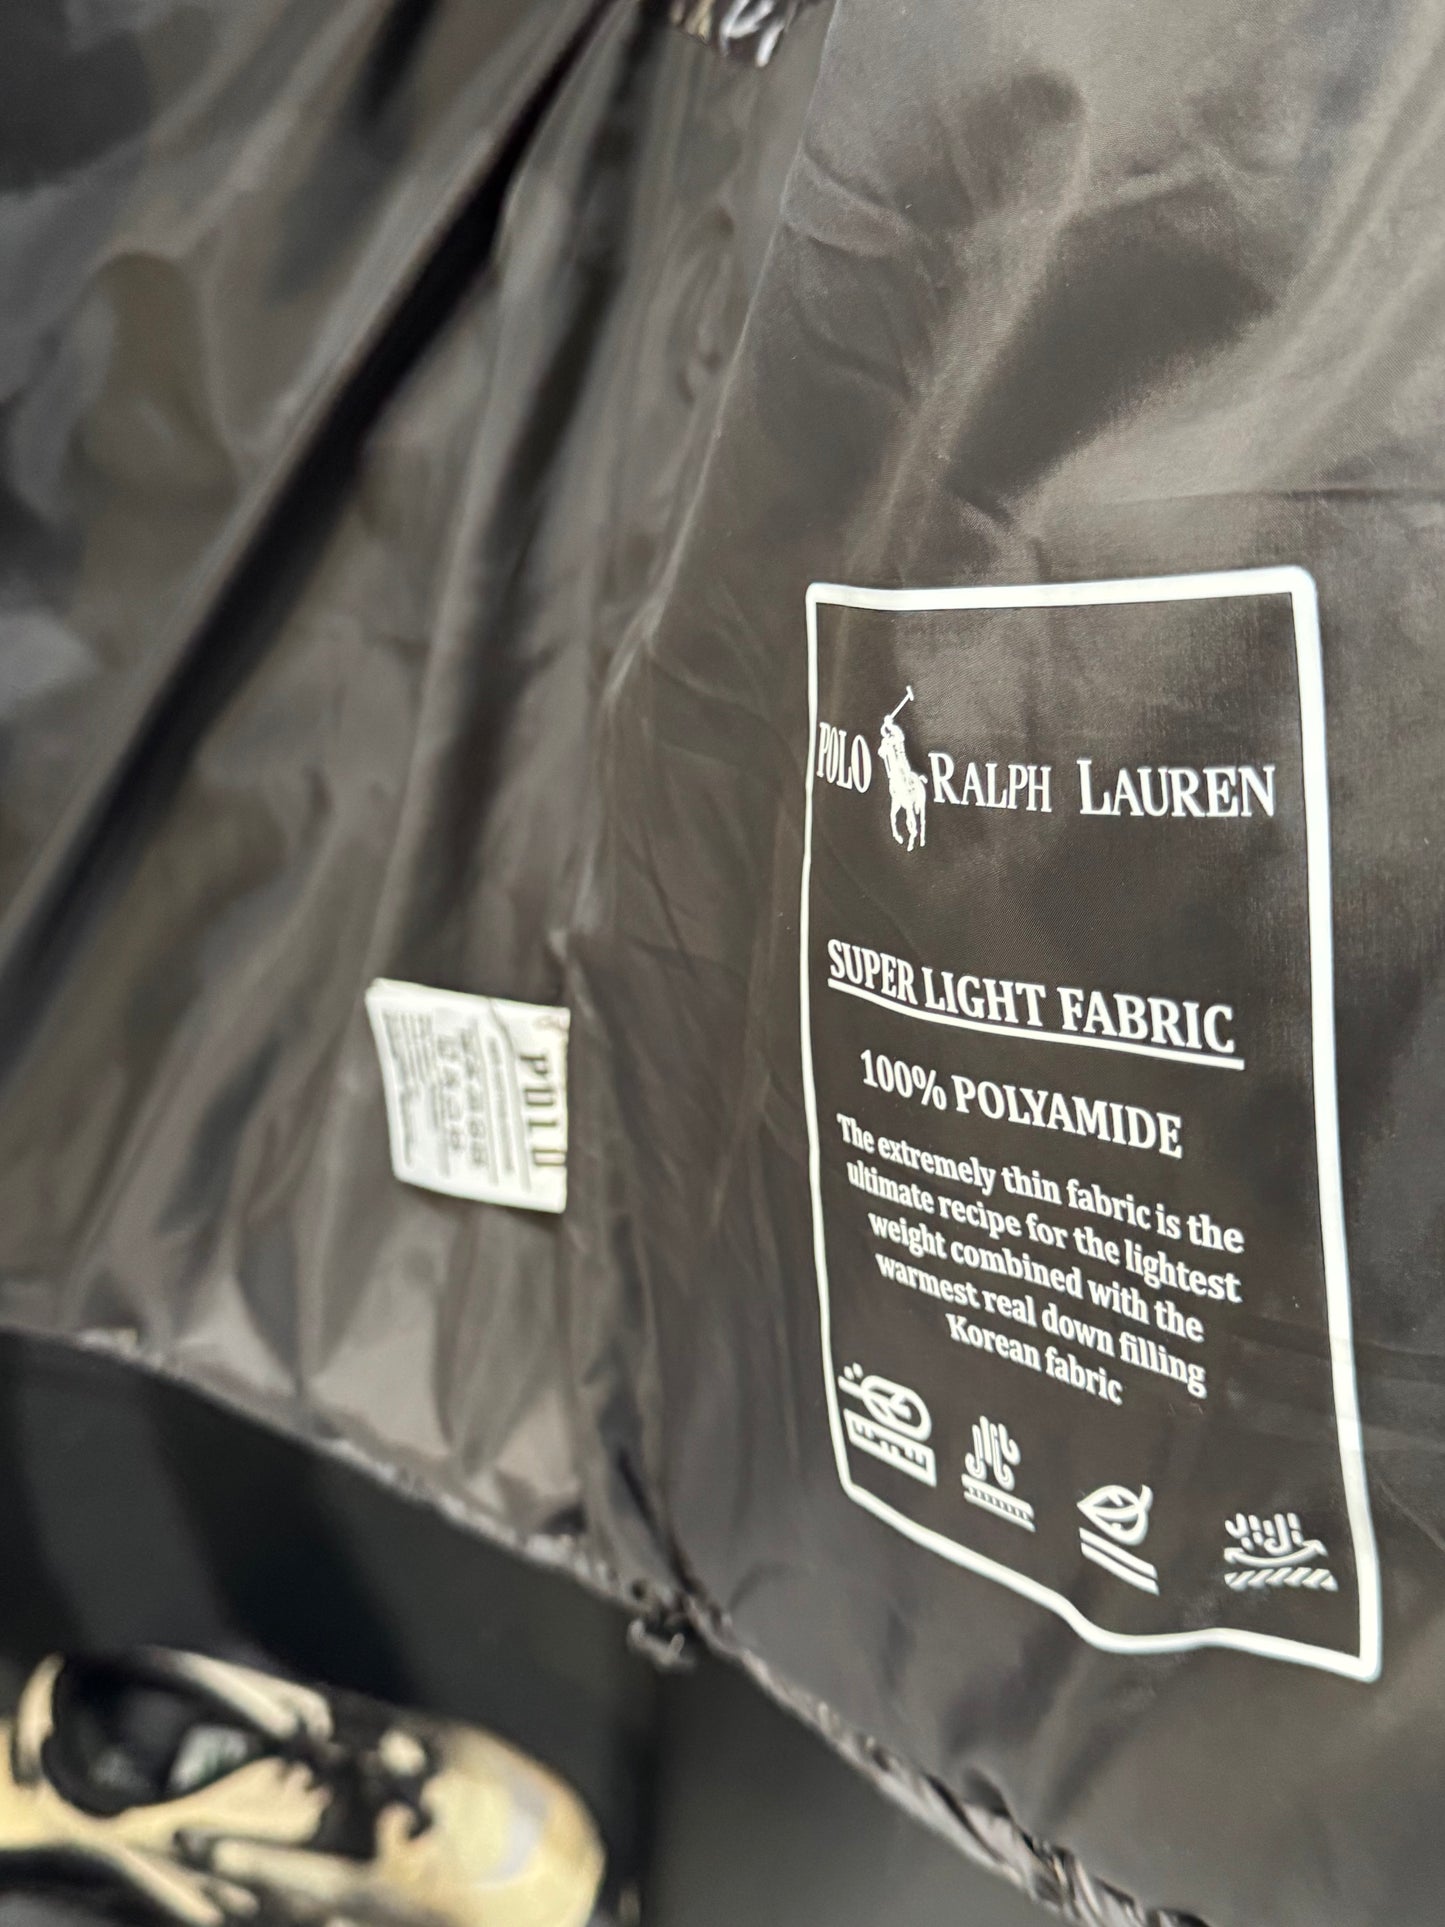 POLO RALPH LAUREN
SUPER LIGHT FABRIC
100% POLYAMIDE
The extremely thin fabric is the
ultimate recipe for the lightest
weight combined with the
warmest real down filling
Korean fabric
POLO